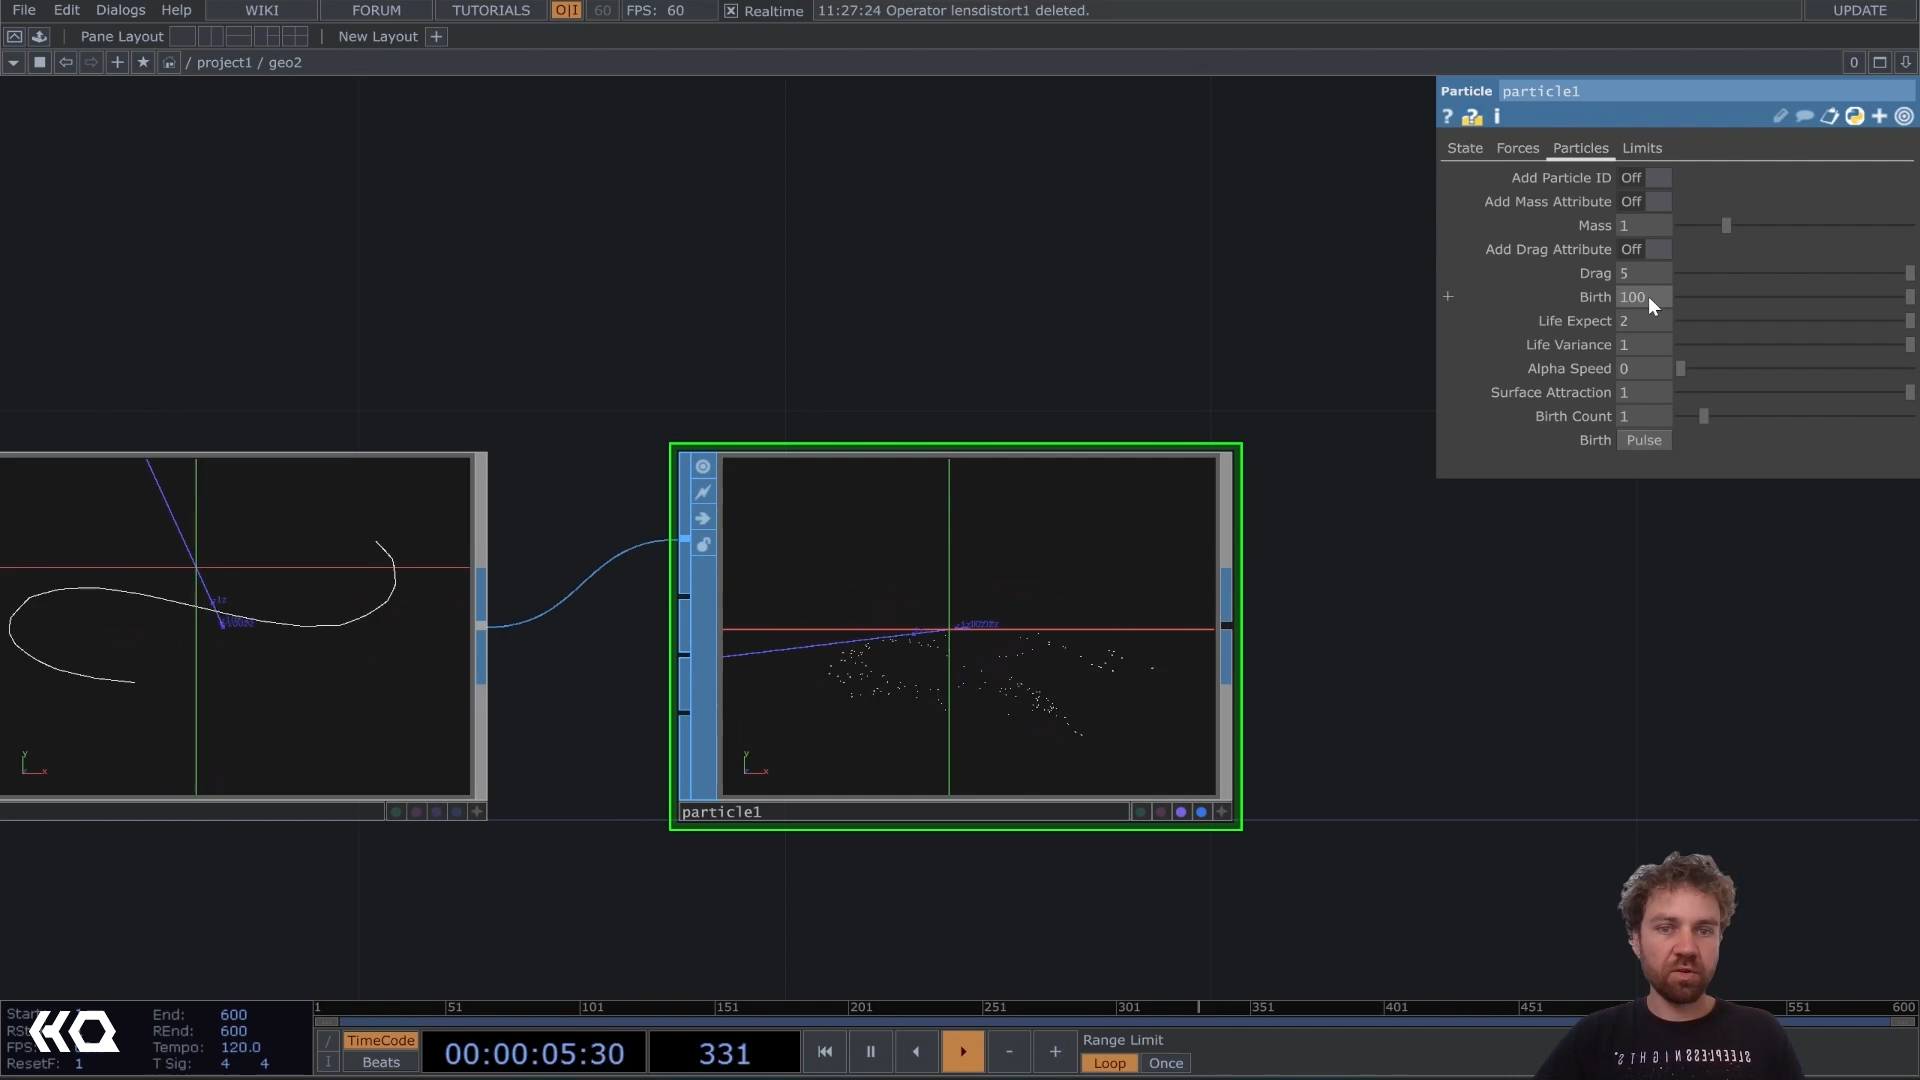 File Edit Dialogs Help WIKI FORUM TUTORIALS O|I 60 FPS: 60 Realtime 11:27:24 Operator lensdistort1 deleted. UPDATE
Pane Layout New Layout +
/ project1 / geo2 0
Particle particle1
? ? i
State Forces Particles Limits
Add Particle ID Off
Add Mass Attribute Off
Mass 1
Add Drag Attribute Off
Drag 5
+ Birth 100
Life Expect 2
Life Variance 1
Alpha Speed 0
Surface Attraction 1
Birth Count 1
Birth Pulse
y
x
y
x
particle1
1 51 101 151 201 251 301 351 401 451 551 600
Start: End: 600
REnd: 600
FPS: Tempo: 120.0
ResetF: 1 T Sig: 4 4
HQ
/ TimeCode
I Beats
00:00:05:30 331
- +
Range Limit
Loop Once
SLEEPLESSNIGHTS.